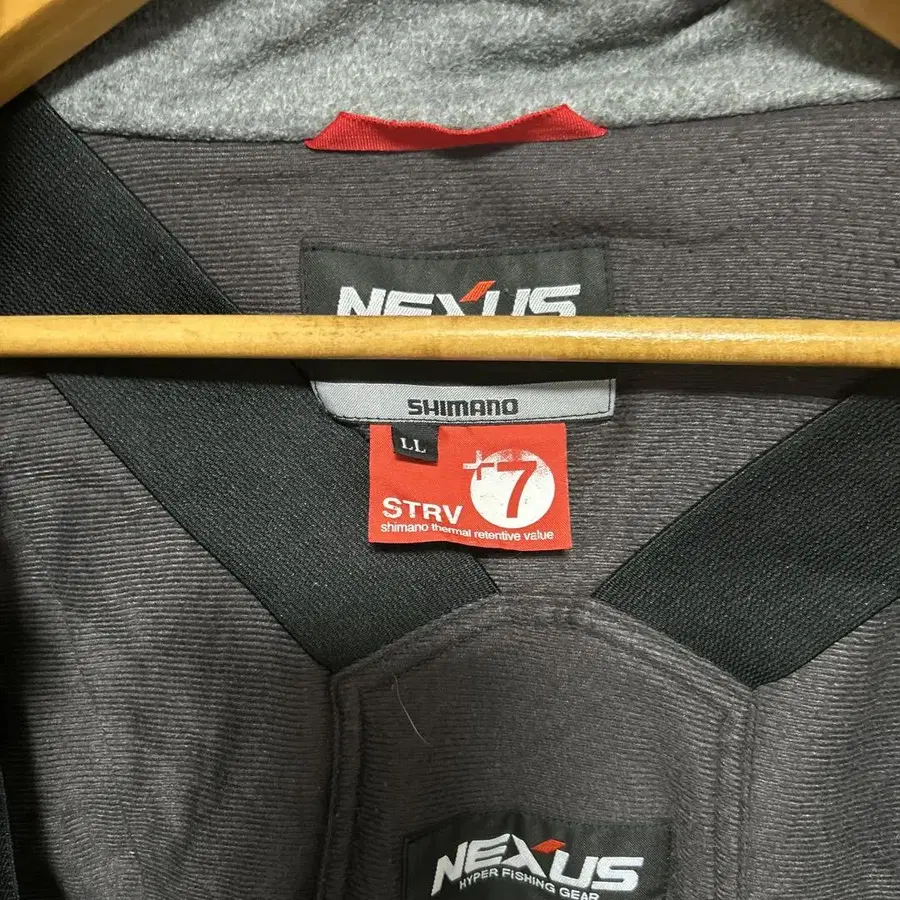 NEXUS
SHIMANO
LL
+7
STRV
shimano thermal retentive value
NEXUS
HYPER FISHING GEAR